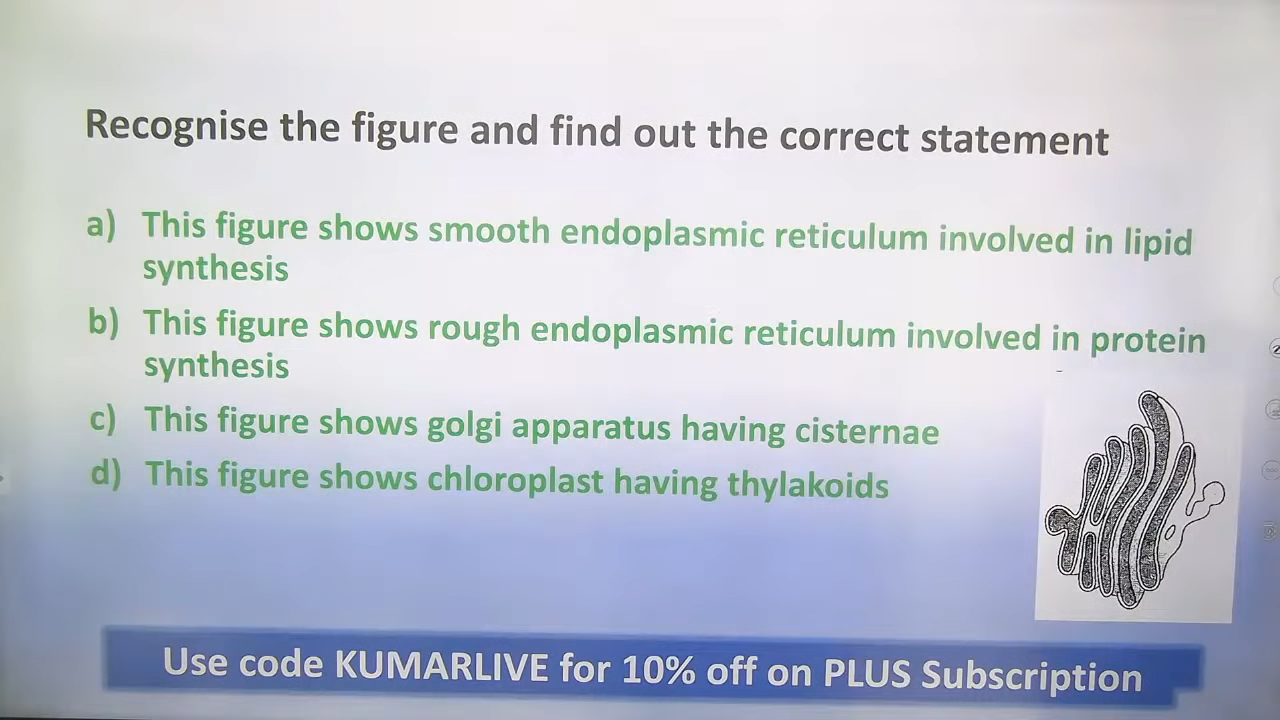 Recognise the figure and find out the correct statement
a) This figure shows smooth endoplasmic reticulum involved in lipid
synthesis
b) This figure shows rough endoplasmic reticulum involved in protein
synthesis
c) This figure shows golgi apparatus having cisternae
d) This figure shows chloroplast having thylakoids
Use code KUMARLIVE for 10% off on PLUS Subscription